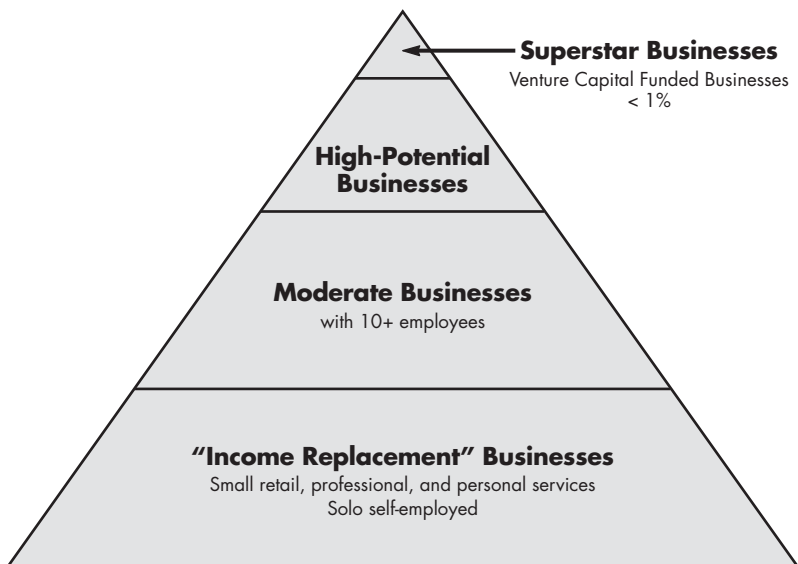 Superstar Businesses
Venture Capital Funded Businesses
< 1%
High-Potential
Businesses
Moderate Businesses
with 10+ employees
“Income Replacement” Businesses
Small retail, professional, and personal services
Solo self-employed